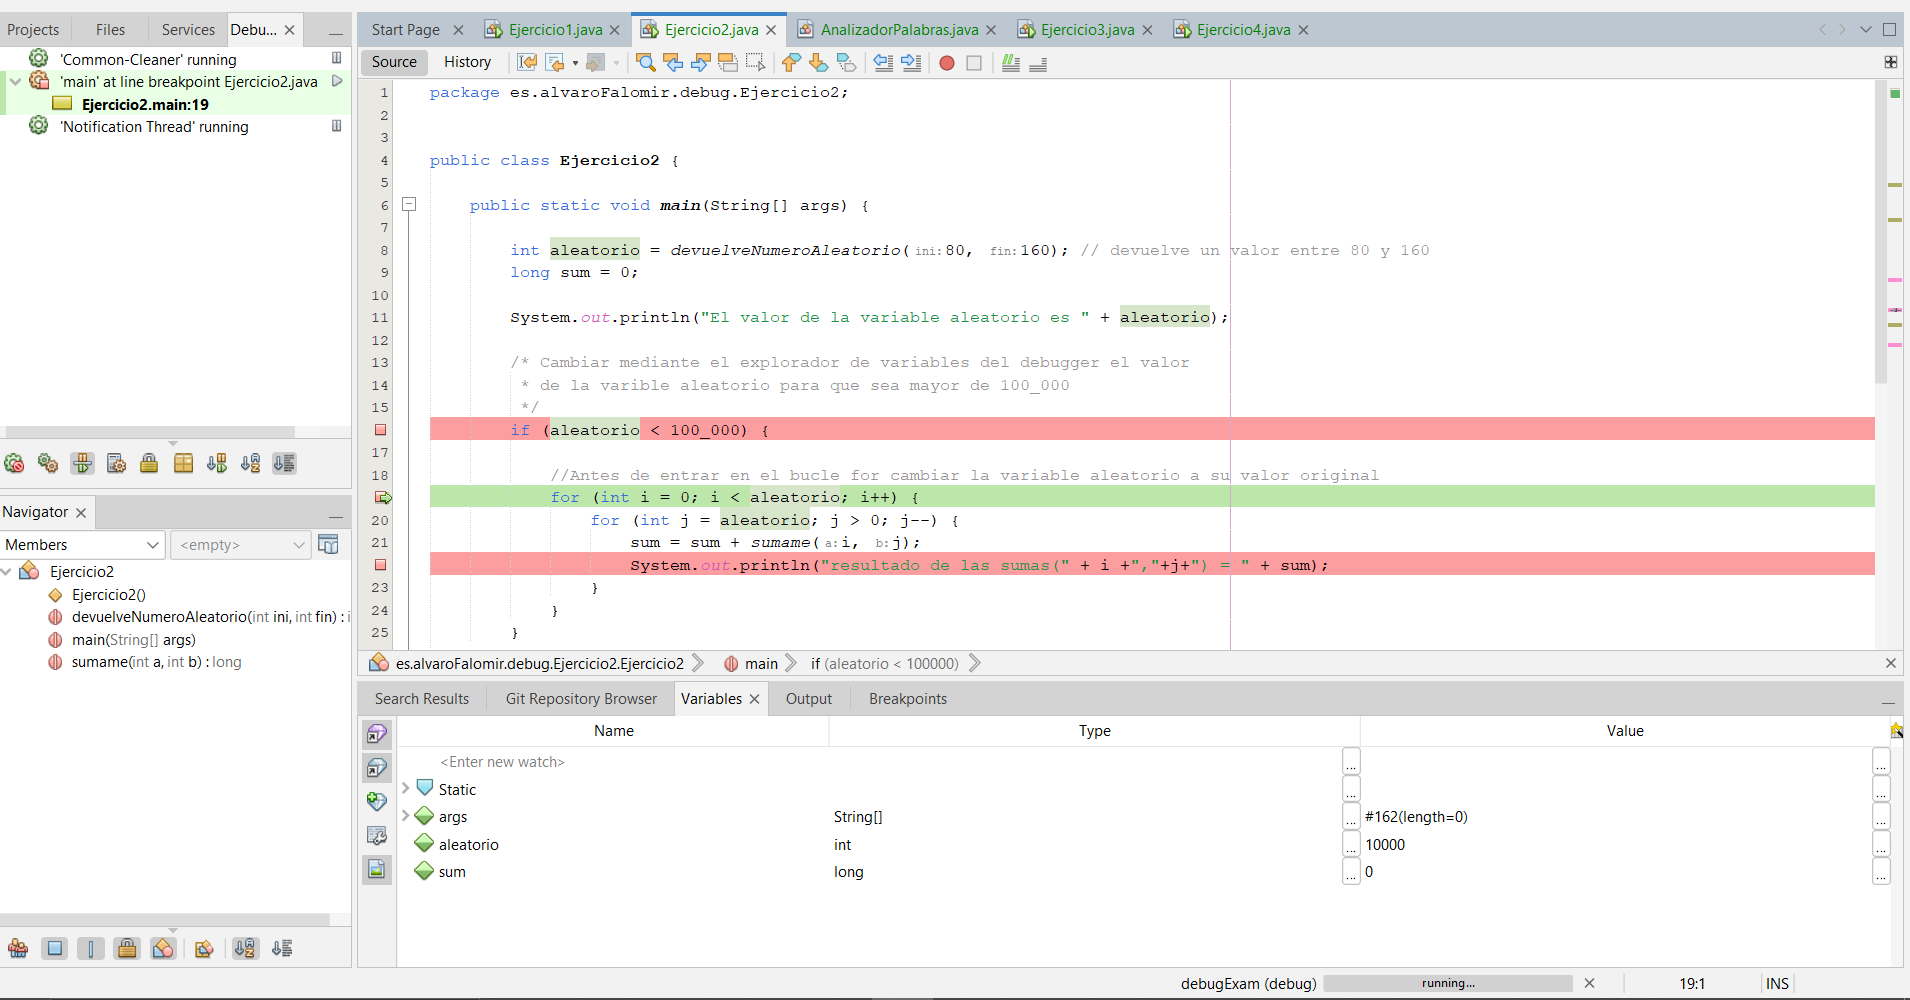 Projects Files Services Debu...
'Common-Cleaner' running
'main' at line breakpoint Ejercicio2.java
Ejercicio2.main:19
'Notification Thread' running
Navigator
Members <empty>
Ejercicio2
Ejercicio2()
devuelveNumeroAleatorio(int ini, int fin) : i
main(String[] args)
sumame(int a, int b) : long
Start Page Ejercicio1.java Ejercicio2.java AnalizadorPalabras.java Ejercicio3.java Ejercicio4.java
Source History
1 package es.alvaroFalomir.debug.Ejercicio2;
2
3
4 public class Ejercicio2 {
5
6 public static void main(String[] args) {
7
8 int aleatorio = devuelveNumeroAleatorio( ini: 80, fin: 160); // devuelve un valor entre 80 y 160
9 long sum = 0;
10
11 System.out.println("El valor de la variable aleatorio es " + aleatorio);
12
13 /* Cambiar mediante el explorador de variables del debugger el valor
14 * de la varible aleatorio para que sea mayor de 100_000
15 */
if (aleatorio < 100_000) {
17
18 //Antes de entrar en el bucle for cambiar la variable aleatorio a su valor original
for (int i = 0; i < aleatorio; i++) {
20 for (int j = aleatorio; j > 0; j--) {
21 sum = sum + sumame( a: i, b: j);
System.out.println("resultado de las sumas(" + i +","+j+") = " + sum);
23 }
24 }
25 }
es.alvaroFalomir.debug.Ejercicio2.Ejercicio2 main if (aleatorio < 100000)
Search Results Git Repository Browser Variables Output Breakpoints
Name Type Value
<Enter new watch> ... ...
Static ... ...
args String[] ... #162(length=0) ...
aleatorio int ... 10000 ...
sum long ... 0 ...
debugExam (debug) running... 19:1 INS